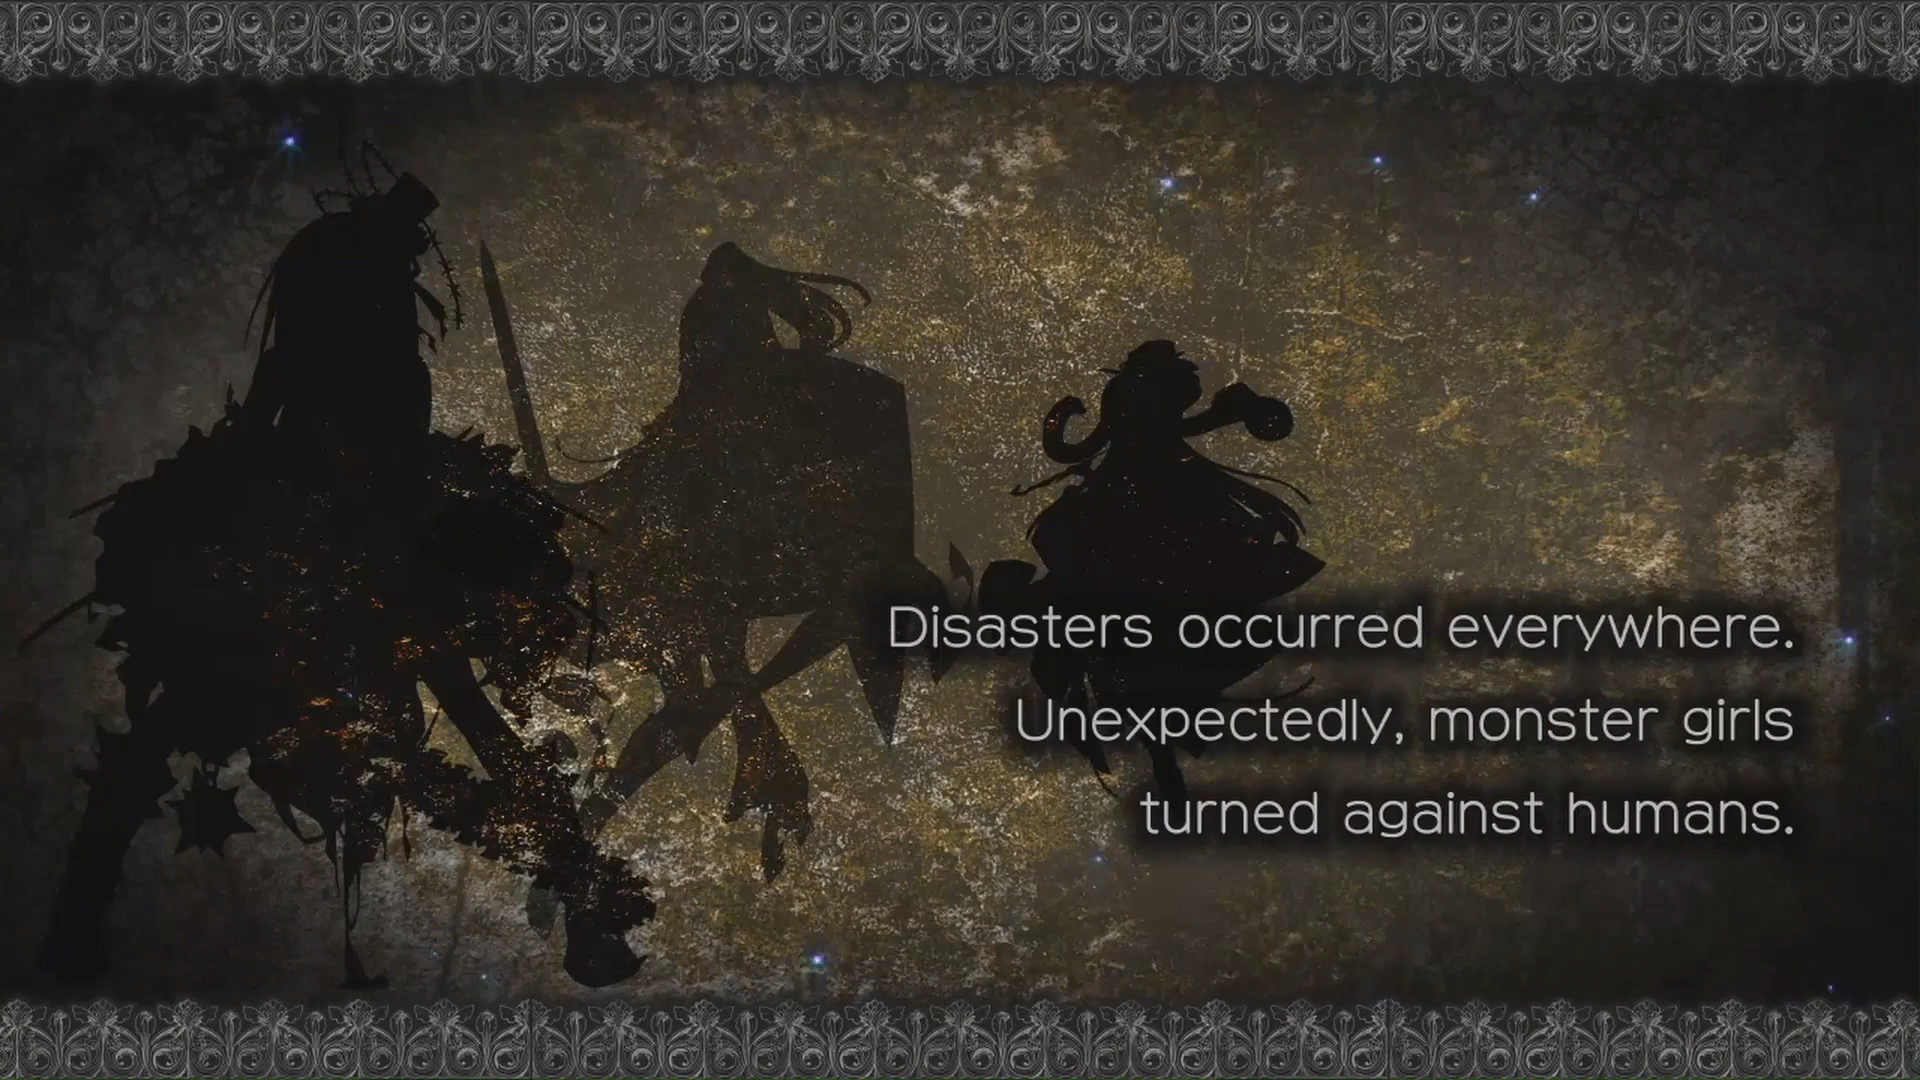 Disasters occurred everywhere.
Unexpectedly, monster girls
turned against humans.